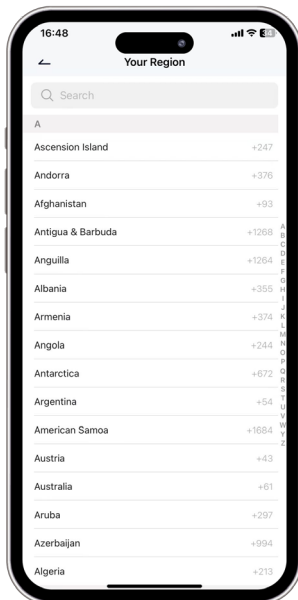 16:48
Your Region
Search
A
Ascension Island +247
Andorra +376
Afghanistan +93
Antigua & Barbuda +1268
Anguilla +1264
Albania +355
Armenia +374
Angola +244
Antarctica +672
Argentina +54
American Samoa +1684
Austria +43
Australia +61
Aruba +297
Azerbaijan +994
Algeria +213
A
B
C
D
E
F
G
H
I
J
K
L
M
N
O
P
Q
R
S
T
U
V
W
Y
Z